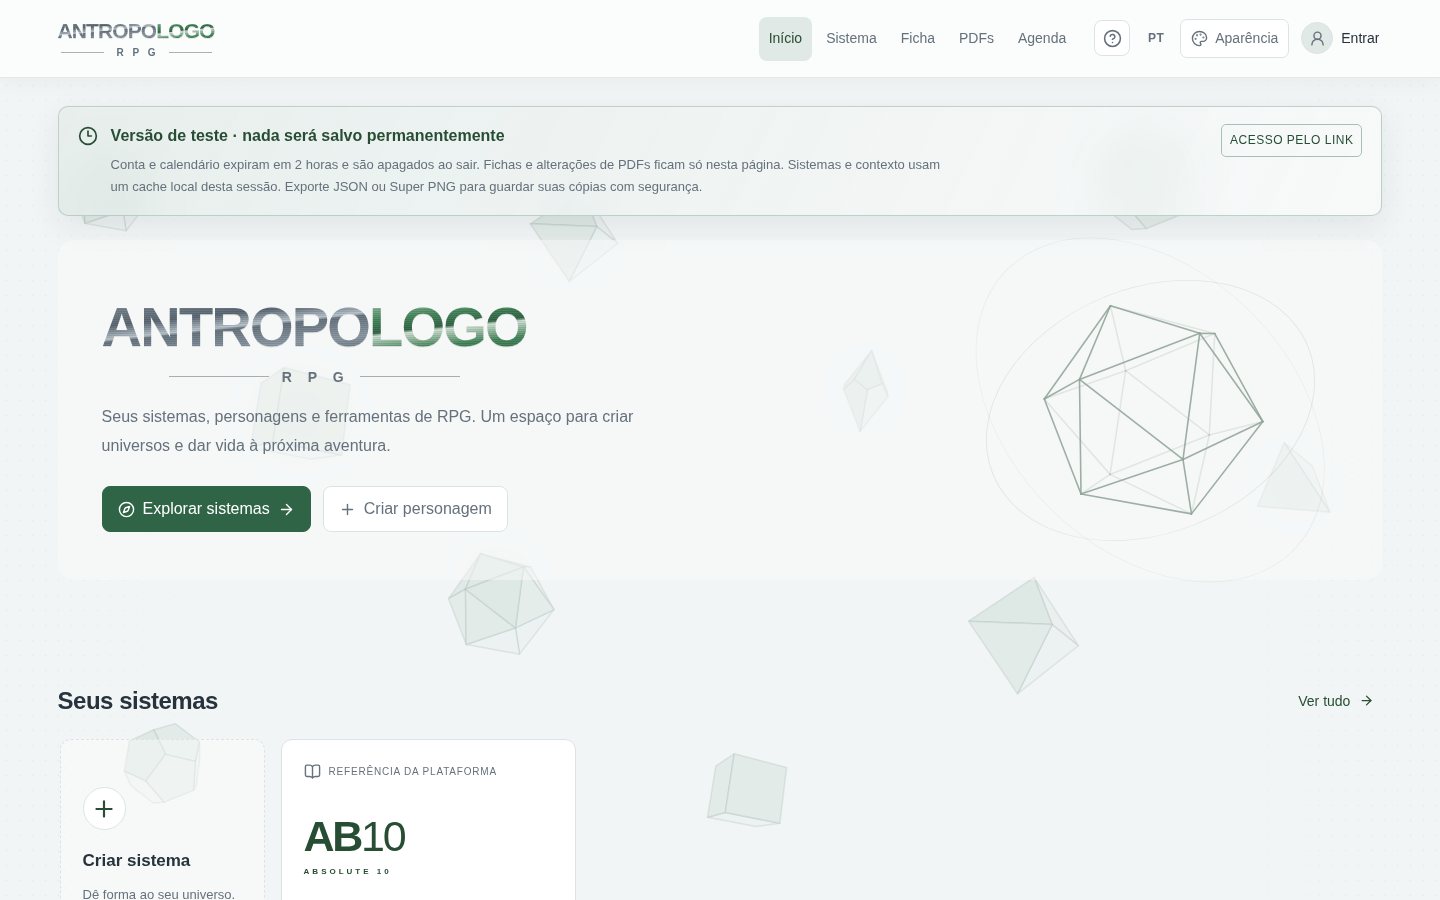 ANTROPOLOGO
RPG
Início
Sistema
Ficha
PDFs
Agenda
PT
Aparência
Entrar
Versão de teste · nada será salvo permanentemente
ACESSO PELO LINK
Conta e calendário expiram em 2 horas e são apagados ao sair. Fichas e alterações de PDFs ficam só nesta página. Sistemas e contexto usam
um cache local desta sessão. Exporte JSON ou Super PNG para guardar suas cópias com segurança.
ANTROPOLOGO
RPG
Seus sistemas, personagens e ferramentas de RPG. Um espaço para criar
universos e dar vida à próxima aventura.
Explorar sistemas
Criar personagem
Seus sistemas
Ver tudo
Criar sistema
Dê forma ao seu universo.
REFERÊNCIA DA PLATAFORMA
AB10
ABSOLUTE 10